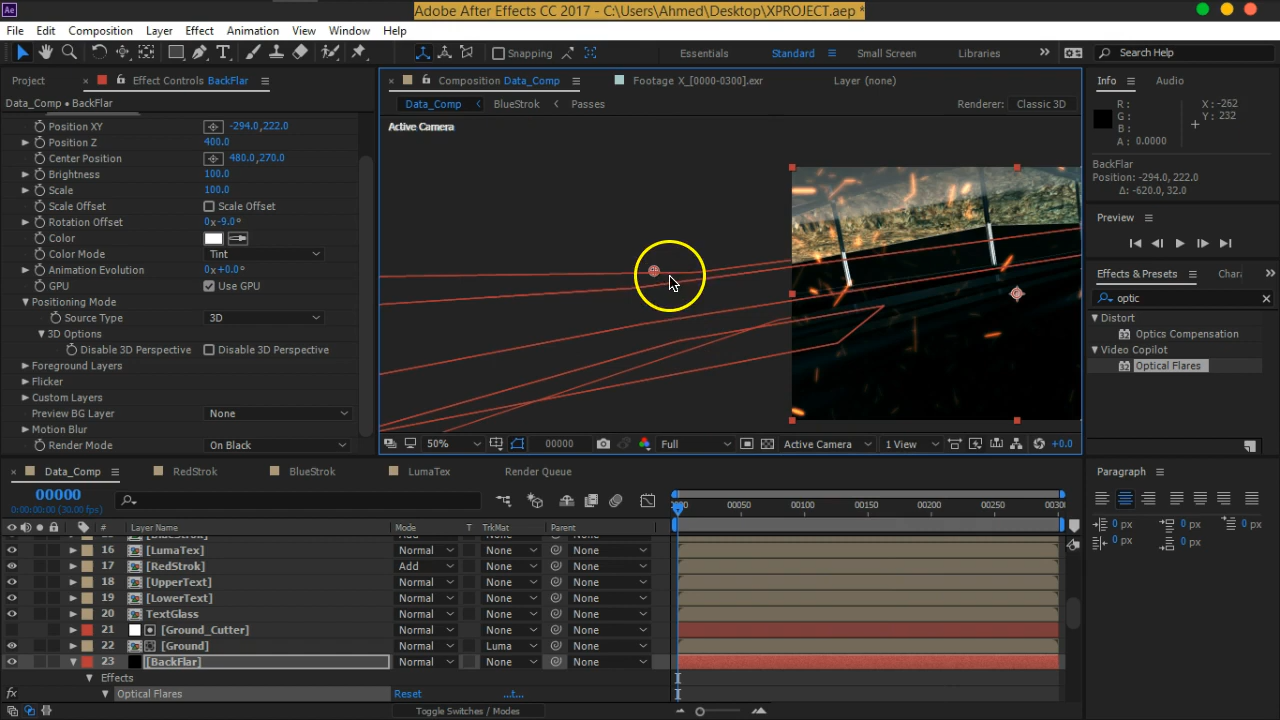 Ae
Adobe After Effects CC 2017 - C:\Users\Ahmed\Desktop\XPROJECT.aep *
File Edit Composition Layer Effect Animation View Window Help
Snapping Essentials Standard Small Screen Libraries Search Help
Project Effect Controls BackFlar
Composition Data_Comp Footage X_[0000-0300].exr Layer (none)
Info Audio
Data_Comp • BackFlar
Data_Comp BlueStrok Passes Renderer: Classic 3D
Active Camera
R: G: B: A: 0.0000
X: -262
Y: 232
BackFlar
Position: -294.0, 222.0
Δ: -620.0, 32.0
Position XY -294.0,222.0
Position Z 400.0
Center Position 480.0,270.0
Brightness 100.0
Scale 100.0
Scale Offset Scale Offset
Rotation Offset 0x-9.0°
Color
Color Mode Tint
Animation Evolution 0x+0.0°
GPU Use GPU
Positioning Mode
Source Type 3D
3D Options
Disable 3D Perspective Disable 3D Perspective
Foreground Layers
Flicker
Custom Layers
Preview BG Layer None
Motion Blur
Render Mode On Black
Preview
Effects & Presets Chara
optic
Distort
32 Optics Compensation
Video Copilot
32 Optical Flares
50% 00000 Full Active Camera 1 View +0.0
Data_Comp RedStrok BlueStrok LumaTex Render Queue
00000
0:00:00:00 (30.00 fps)
00050 00100 00150 00200 00250 00300
# Layer Name Mode T TrkMat Parent
16 [LumaTex] Normal None None
17 [RedStrok] Add None None
18 [UpperText] Normal None None
19 [LowerText] Normal None None
20 TextGlass Normal None None
21 [Ground_Cutter] Normal None None
22 [Ground] Normal Luma None
23 [BackFlar] Normal None None
Effects
fx Optical Flares Reset ...t...
Toggle Switches / Modes
Paragraph
0 px 0 px 0 px
0 px 0 px